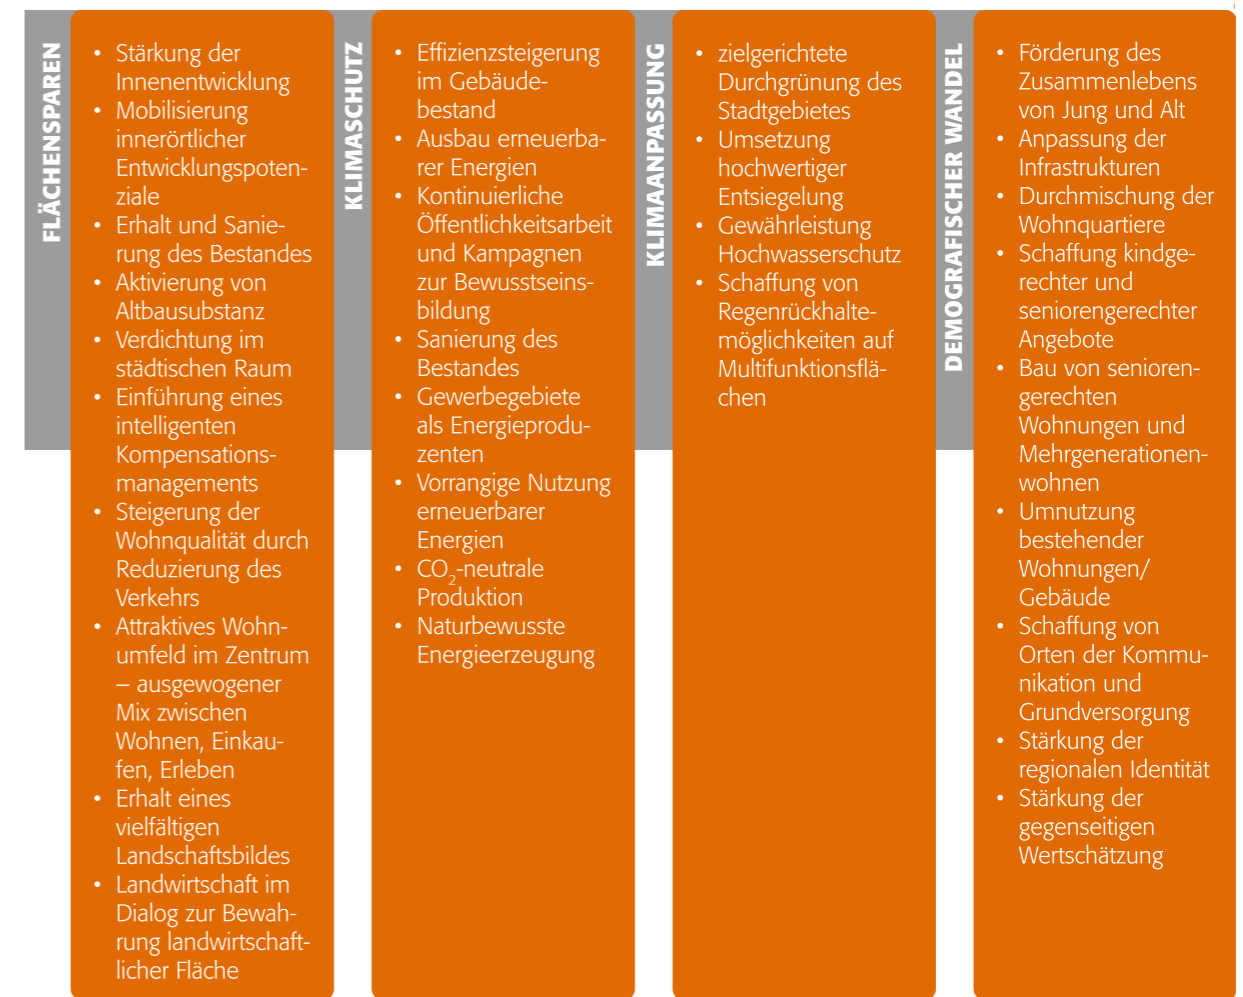 FLÄCHENSPAREN
• Stärkung der
Innenentwicklung
• Mobilisierung
innerörtlicher
Entwicklungspoten-
ziale
• Erhalt und Sanie-
rung des Bestandes
• Aktivierung von
Altbausubstanz
• Verdichtung im
städtischen Raum
• Einführung eines
intelligenten
Kompensations-
managements
• Steigerung der
Wohnqualität durch
Reduzierung des
Verkehrs
• Attraktives Wohn-
umfeld im Zentrum
– ausgewogener
Mix zwischen
Wohnen, Einkau-
fen, Erleben
• Erhalt eines
vielfältigen
Landschaftsbildes
• Landwirtschaft im
Dialog zur Bewah-
rung landwirtschaft-
licher Fläche
KLIMASCHUTZ
• Effizienzsteigerung
im Gebäude-
bestand
• Ausbau erneuerba-
rer Energien
• Kontinuierliche
Öffentlichkeitsarbeit
und Kampagnen
zur Bewusstseins-
bildung
• Sanierung des
Bestandes
• Gewerbegebiete
als Energieprodu-
zenten
• Vorrangige Nutzung
erneuerbarer
Energien
• CO₂-neutrale
Produktion
• Naturbewusste
Energieerzeugung
KLIMAANPASSUNG
• zielgerichtete
Durchgrünung des
Stadtgebietes
• Umsetzung
hochwertiger
Entsiegelung
• Gewährleistung
Hochwasserschutz
• Schaffung von
Regenrückhalte-
möglichkeiten auf
Multifunktionsflä-
chen
DEMOGRAFISCHER WANDEL
• Förderung des
Zusammenlebens
von Jung und Alt
• Anpassung der
Infrastrukturen
• Durchmischung der
Wohnquartiere
• Schaffung kindge-
rechter und
seniorengerechter
Angebote
• Bau von senioren-
gerechten
Wohnungen und
Mehrgenerationen-
wohnen
• Umnutzung
bestehender
Wohnungen/
Gebäude
• Schaffung von
Orten der Kommu-
nikation und
Grundversorgung
• Stärkung der
regionalen Identität
• Stärkung der
gegenseitigen
Wertschätzung